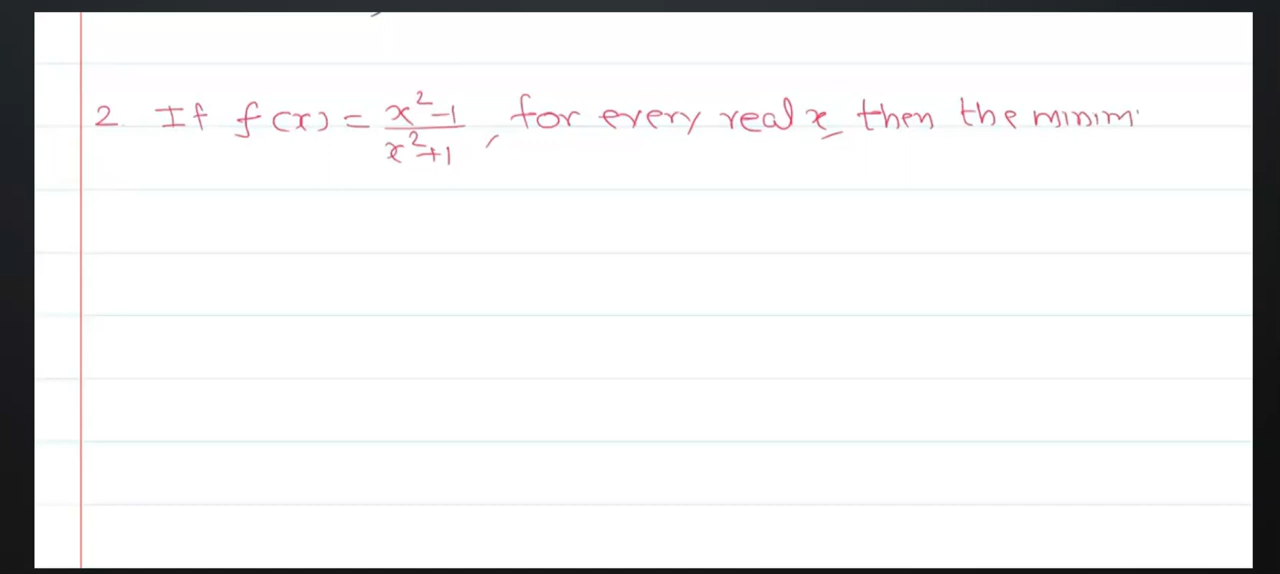 2. If f(x) = x²-1 / x²+1, for every real x, then the minim